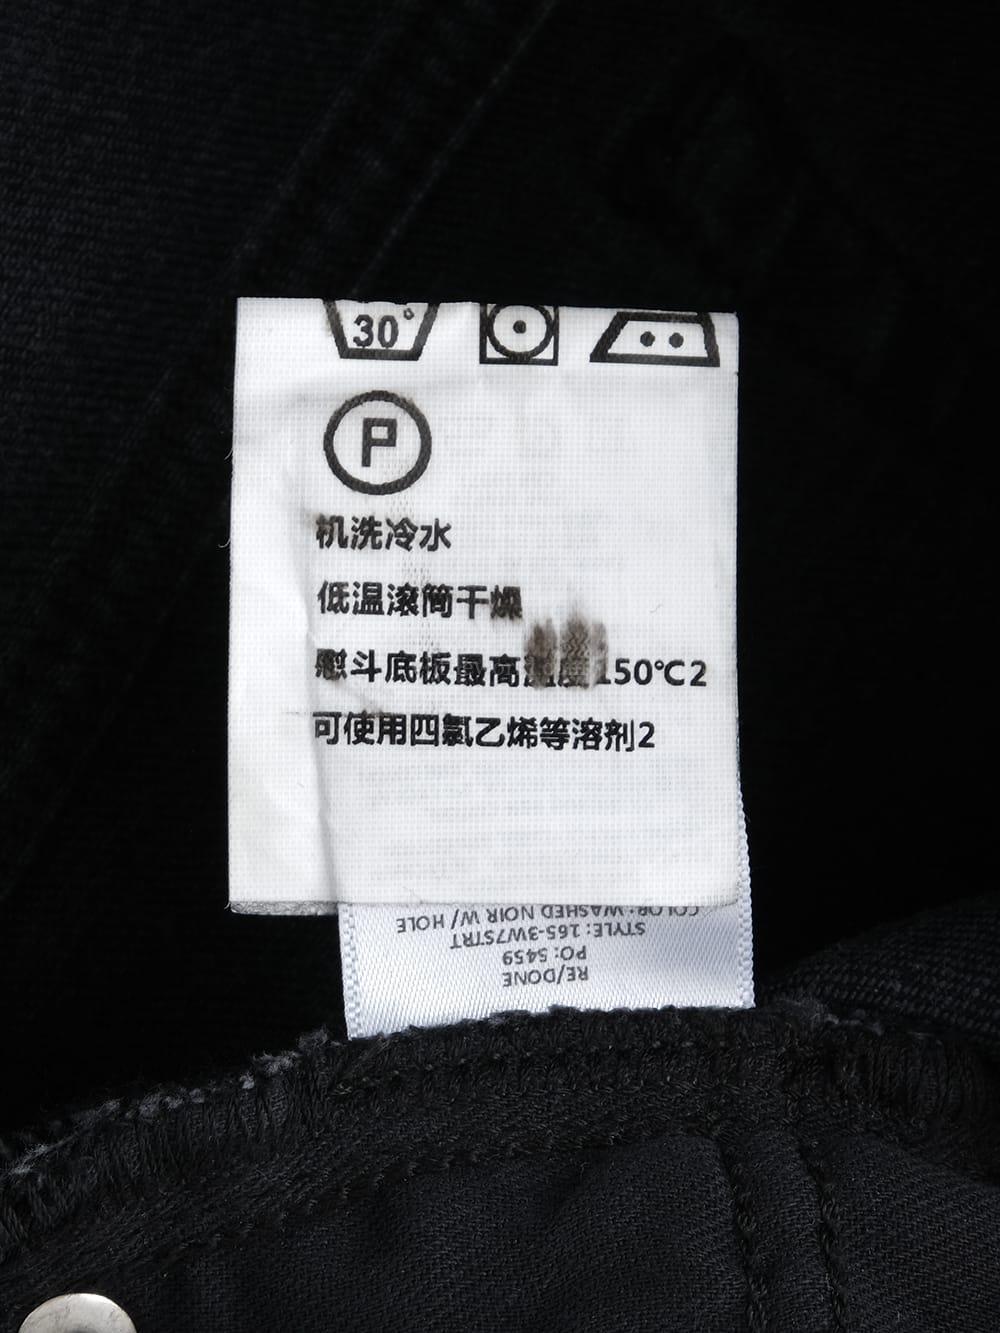 30°
P
机洗冷水
低温滚筒干燥
熨斗底板最高温度150℃2
可使用四氯乙烯等溶剂2
RE/DONE
PO: 5459
STYLE: 165-3W7STRT
COLOR: WASHED NOIR W/ HOLE